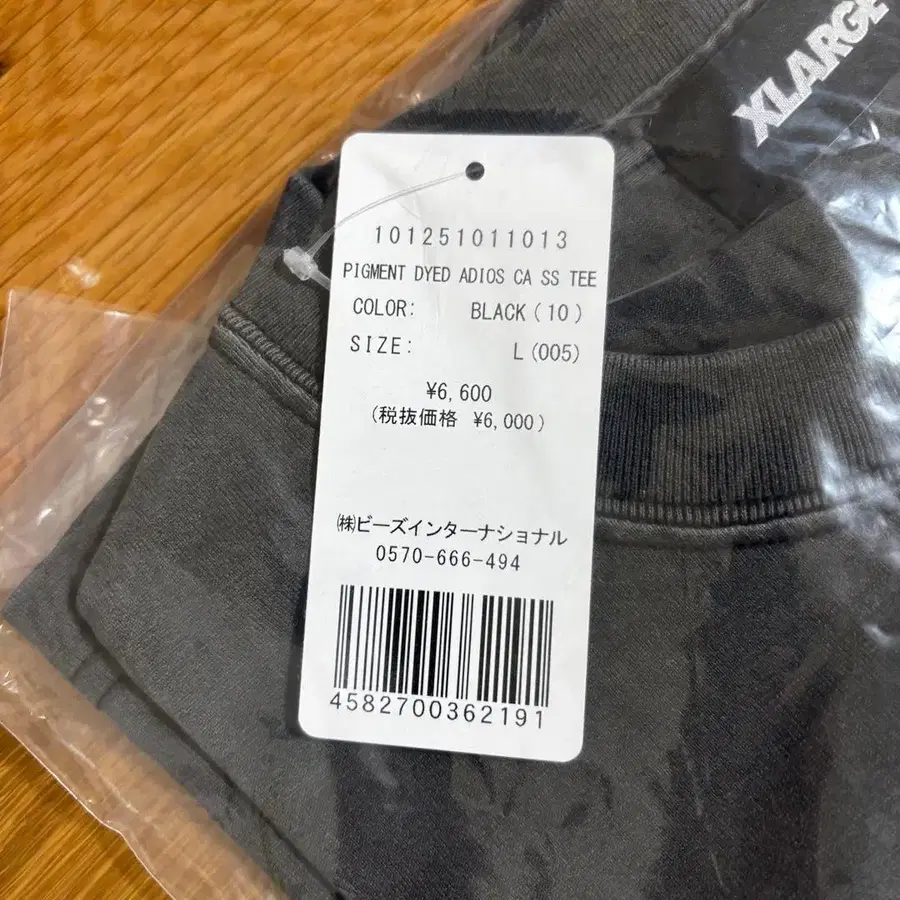 XLARGE
101251011013
PIGMENT DYED ADIOS CA SS TEE
COLOR: BLACK(10)
SIZE: L(005)
¥6,600
(税抜価格 ¥6,000)
㈱ビーズインターナショナル
0570-666-494
4582700362191